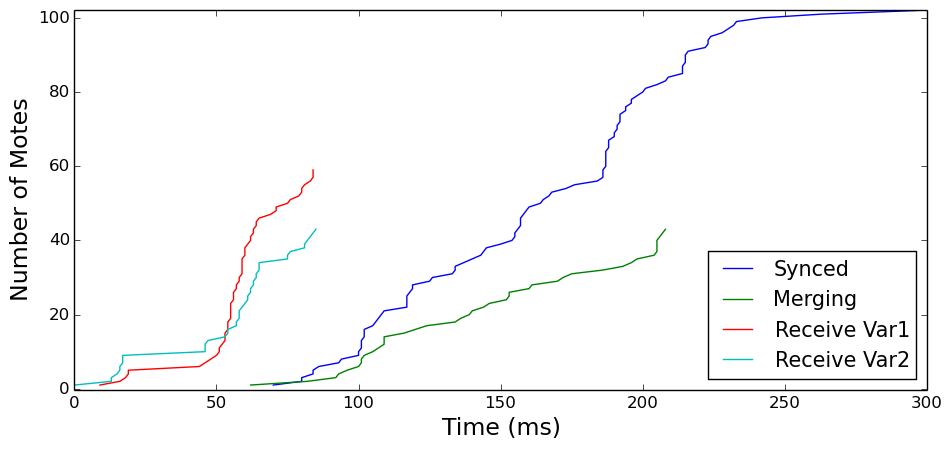 100
80
60
40
20
0
Number of Motes
0 50 100 150 200 250 300
Time (ms)
Synced
Merging
Receive Var1
Receive Var2